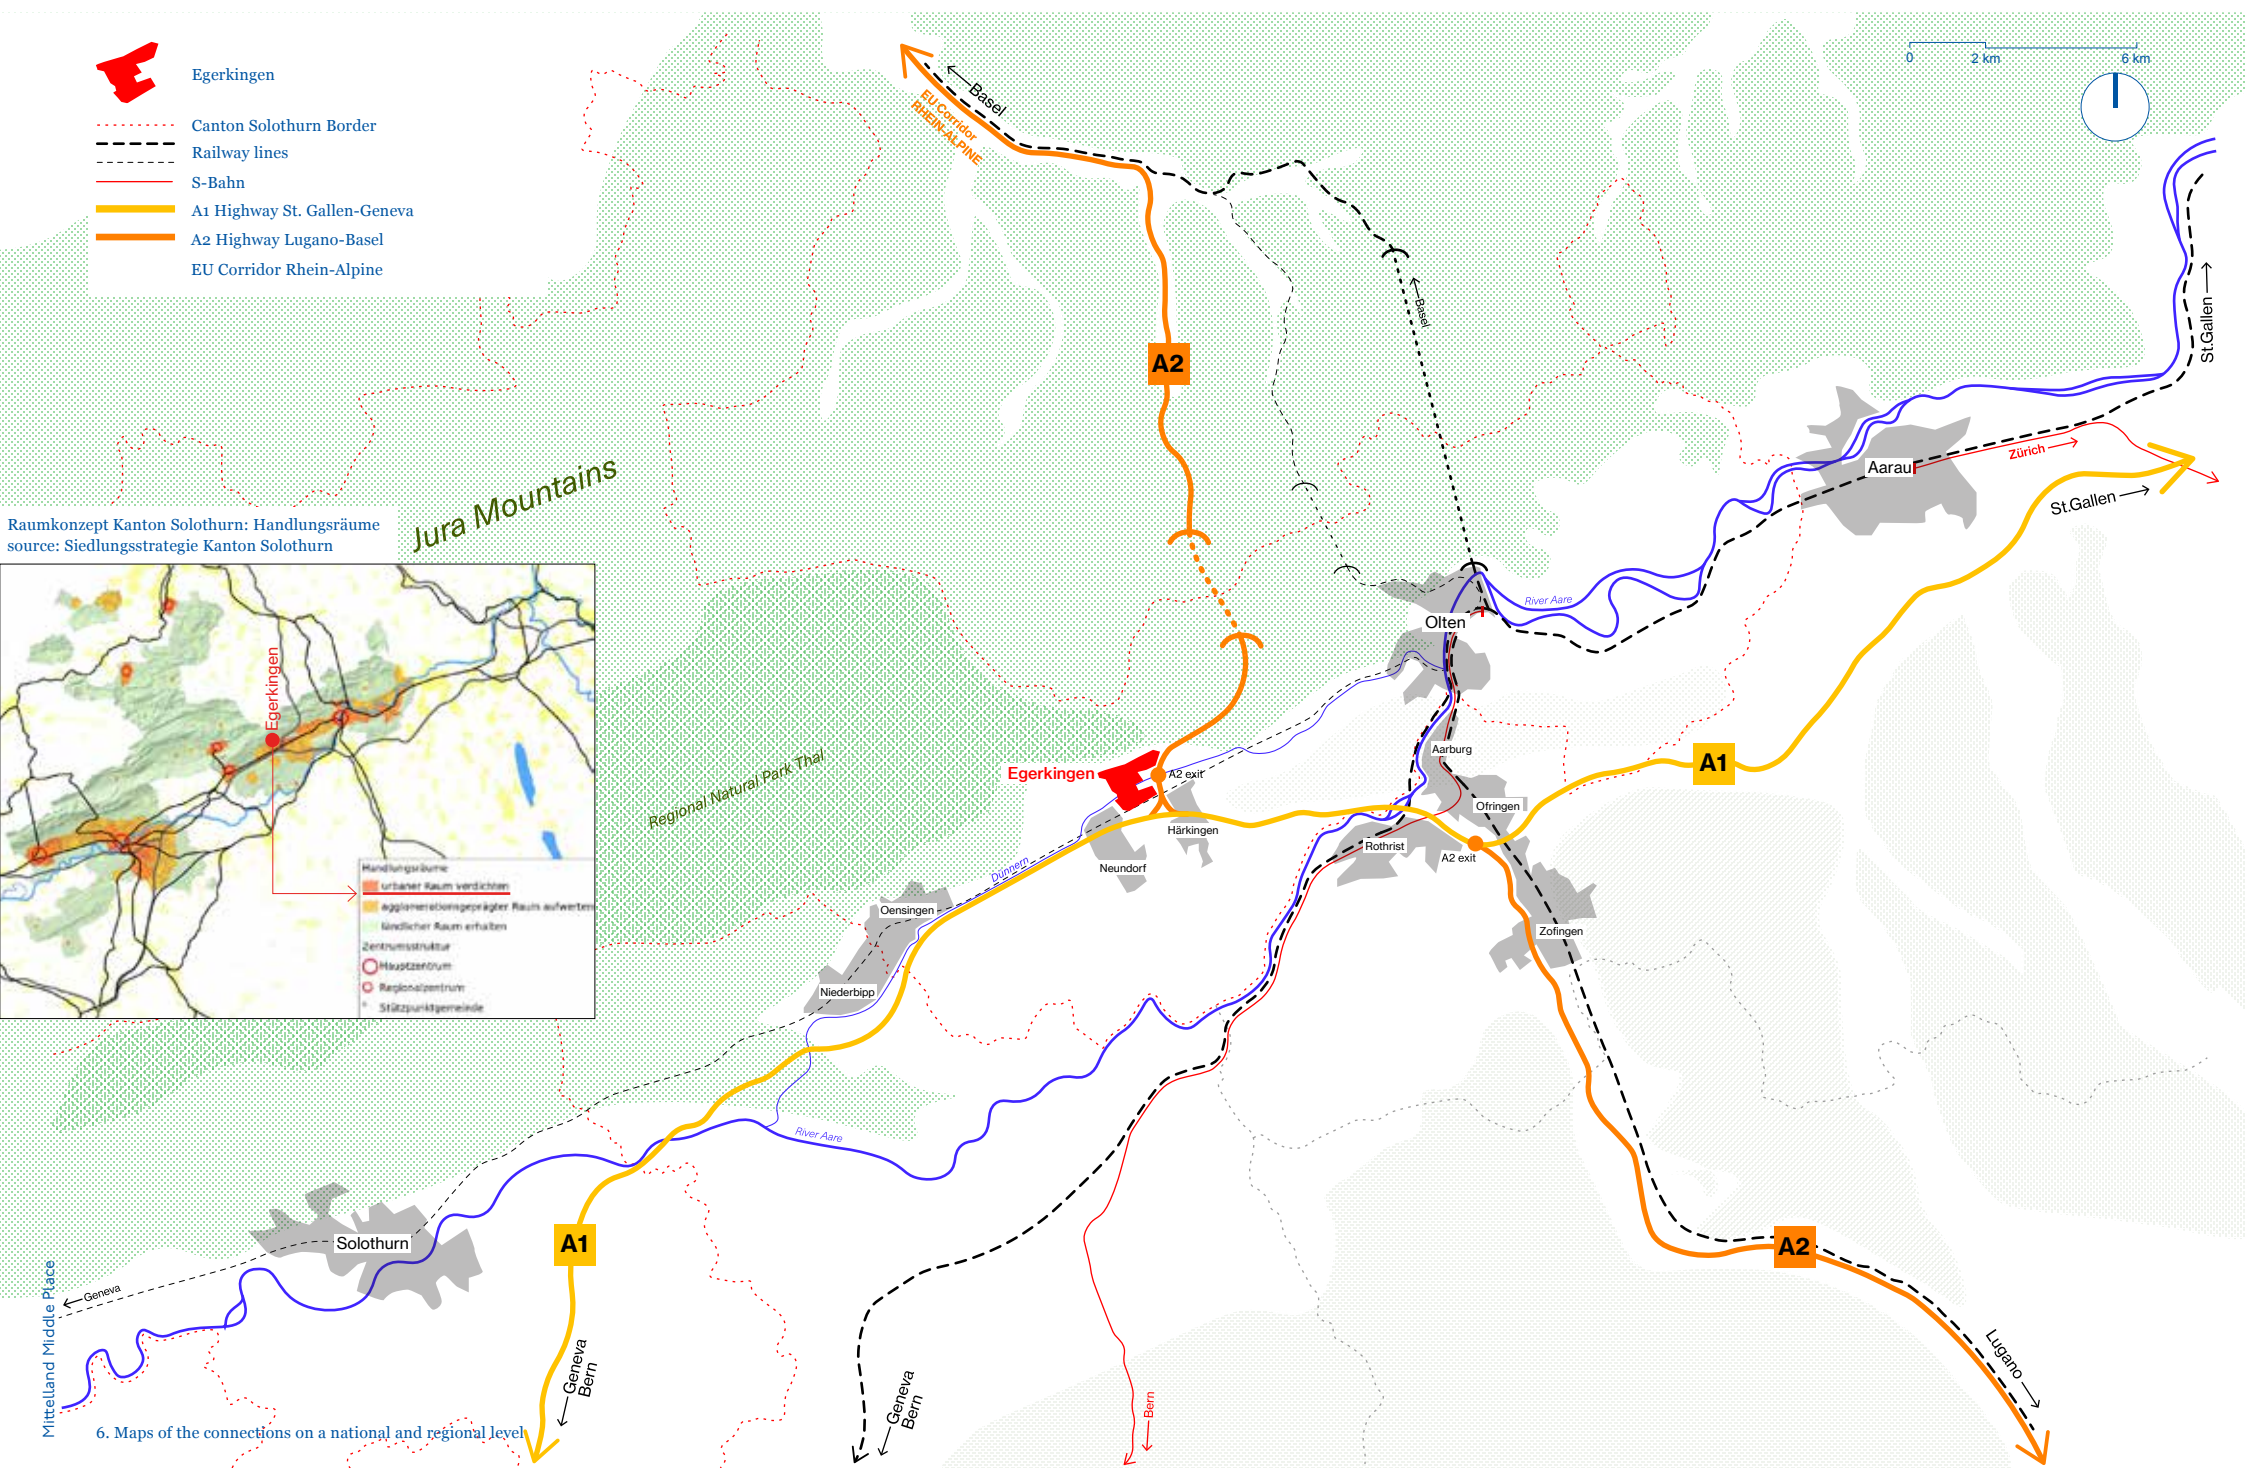 Egerkingen
Canton Solothurn Border
Railway lines
S-Bahn
A1 Highway St. Gallen-Geneva
A2 Highway Lugano-Basel
EU Corridor Rhein-Alpine
Basel
EU Corridor
RHEIN-ALPINE
0 2 km 6 km
Basel
St.Gallen
A2
Aarau
Zürich
St.Gallen
Jura Mountains
Raumkonzept Kanton Solothurn: Handlungsräume
source: Siedlungsstrategie Kanton Solothurn
Egerkingen
Handlungsräume
urbaner Raum verdichten
agglomerationsgeprägter Raum aufwerten
ländlicher Raum erhalten
Zentrumsstruktur
Hauptzentrum
Regionalzentrum
Stützpunktgemeinde
River Aare
Olten
Regional Natural Park Thal
Egerkingen
A2 exit
Aarburg
A1
Ofringen
Härkingen
Rothrist
A2 exit
Neundorf
Dünnern
Oensingen
Zofingen
Niederbipp
River Aare
Solothurn
A1
A2
Geneva
Mittelland Middle Place
Geneva
Bern
Geneva
Bern
Bern
Lugano
6. Maps of the connections on a national and regional level